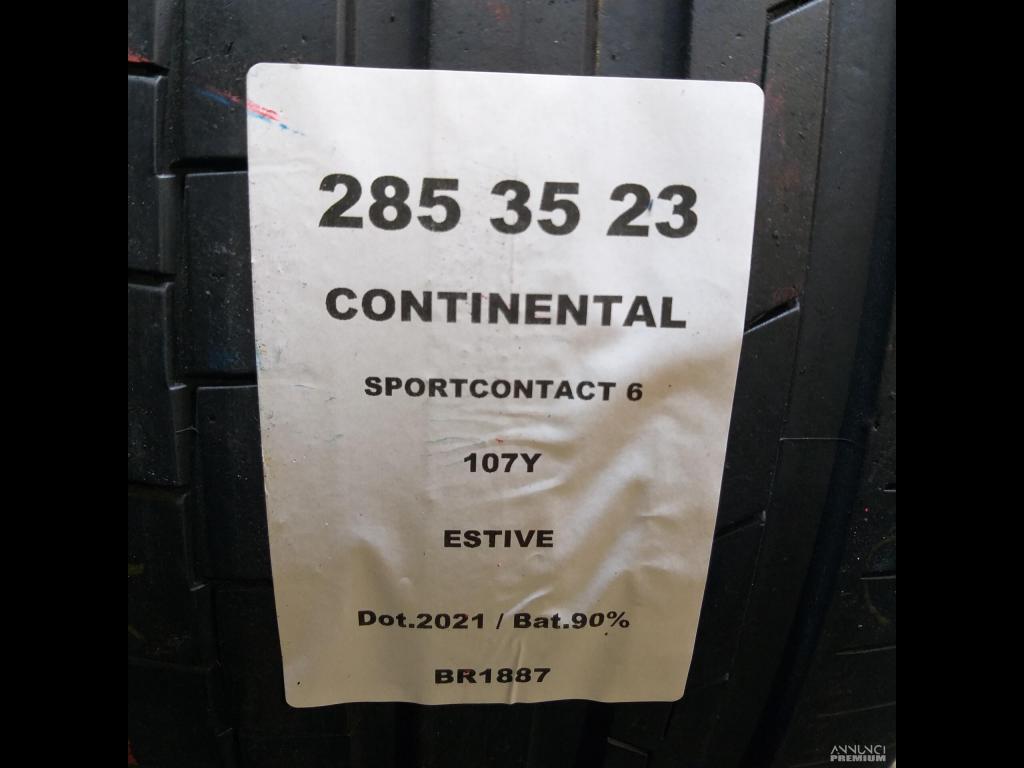 285 35 23
CONTINENTAL
SPORTCONTACT 6
107Y
ESTIVE
Dot.2021 / Bat.90%
BR1887
ANNUNCI
PREMIUM